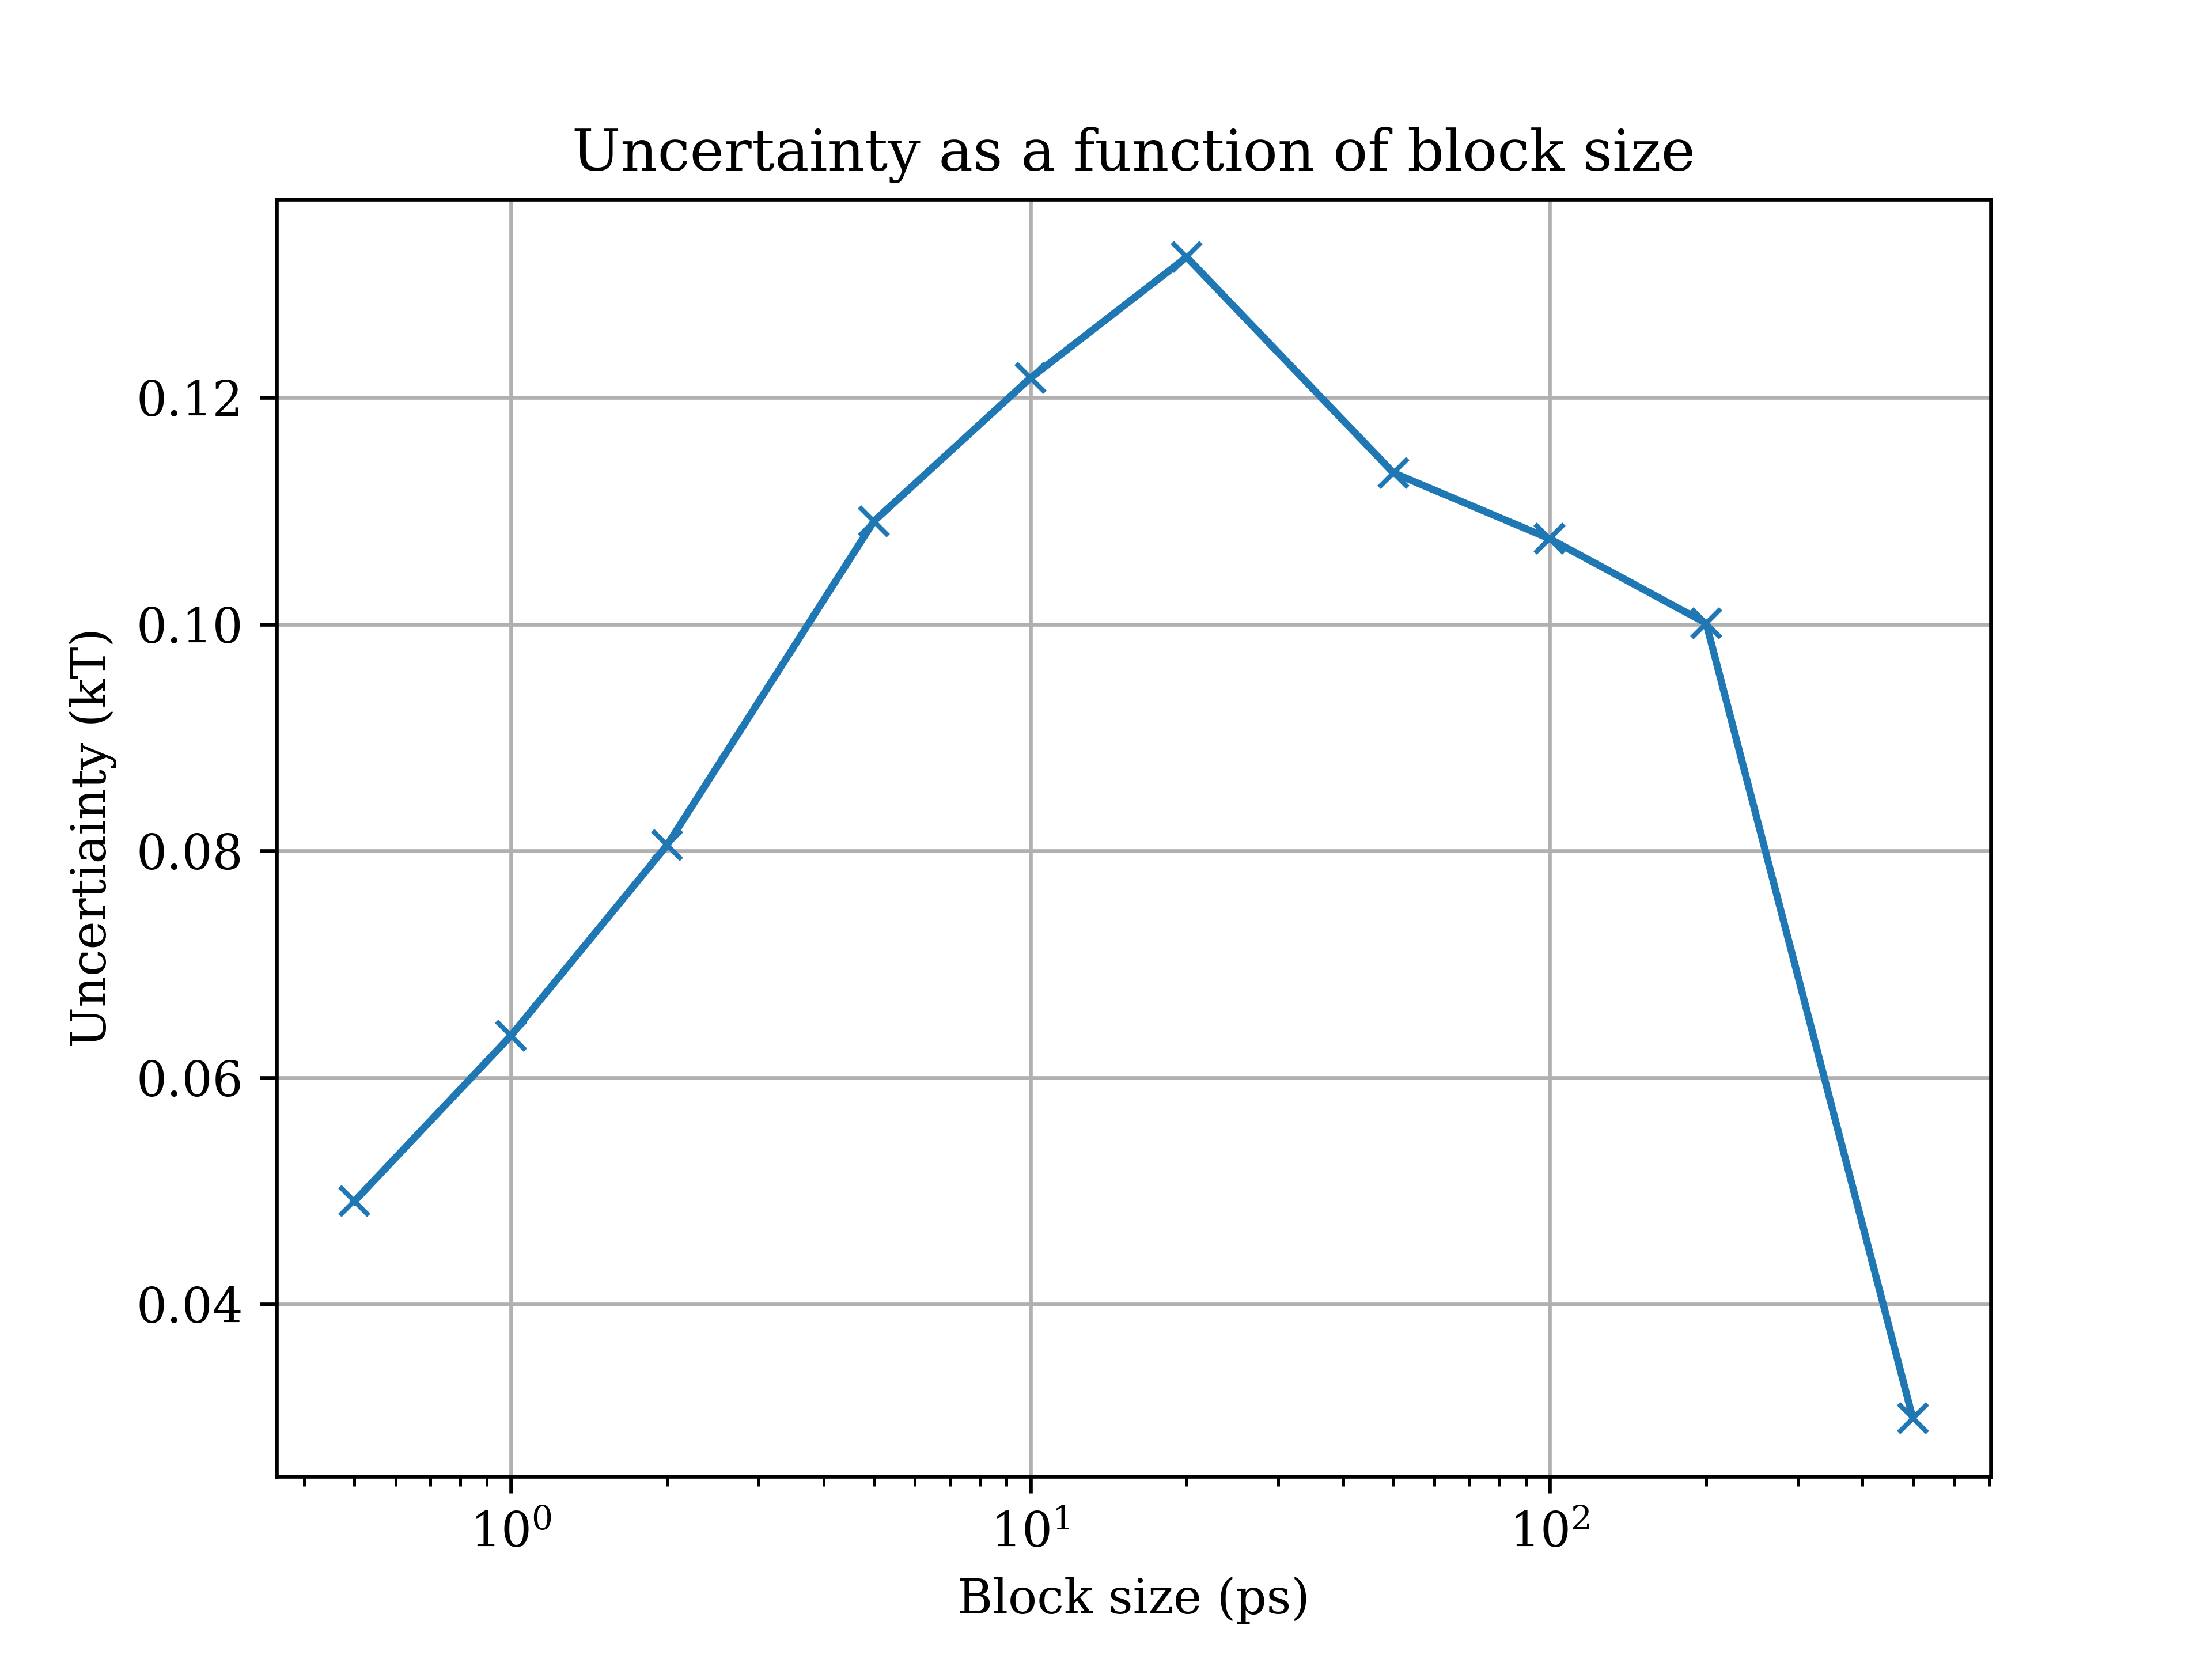 Uncertainty as a function of block size
0.12
0.10
0.08
0.06
0.04
Uncertiainty (kT)
10⁰ 10¹ 10²
Block size (ps)